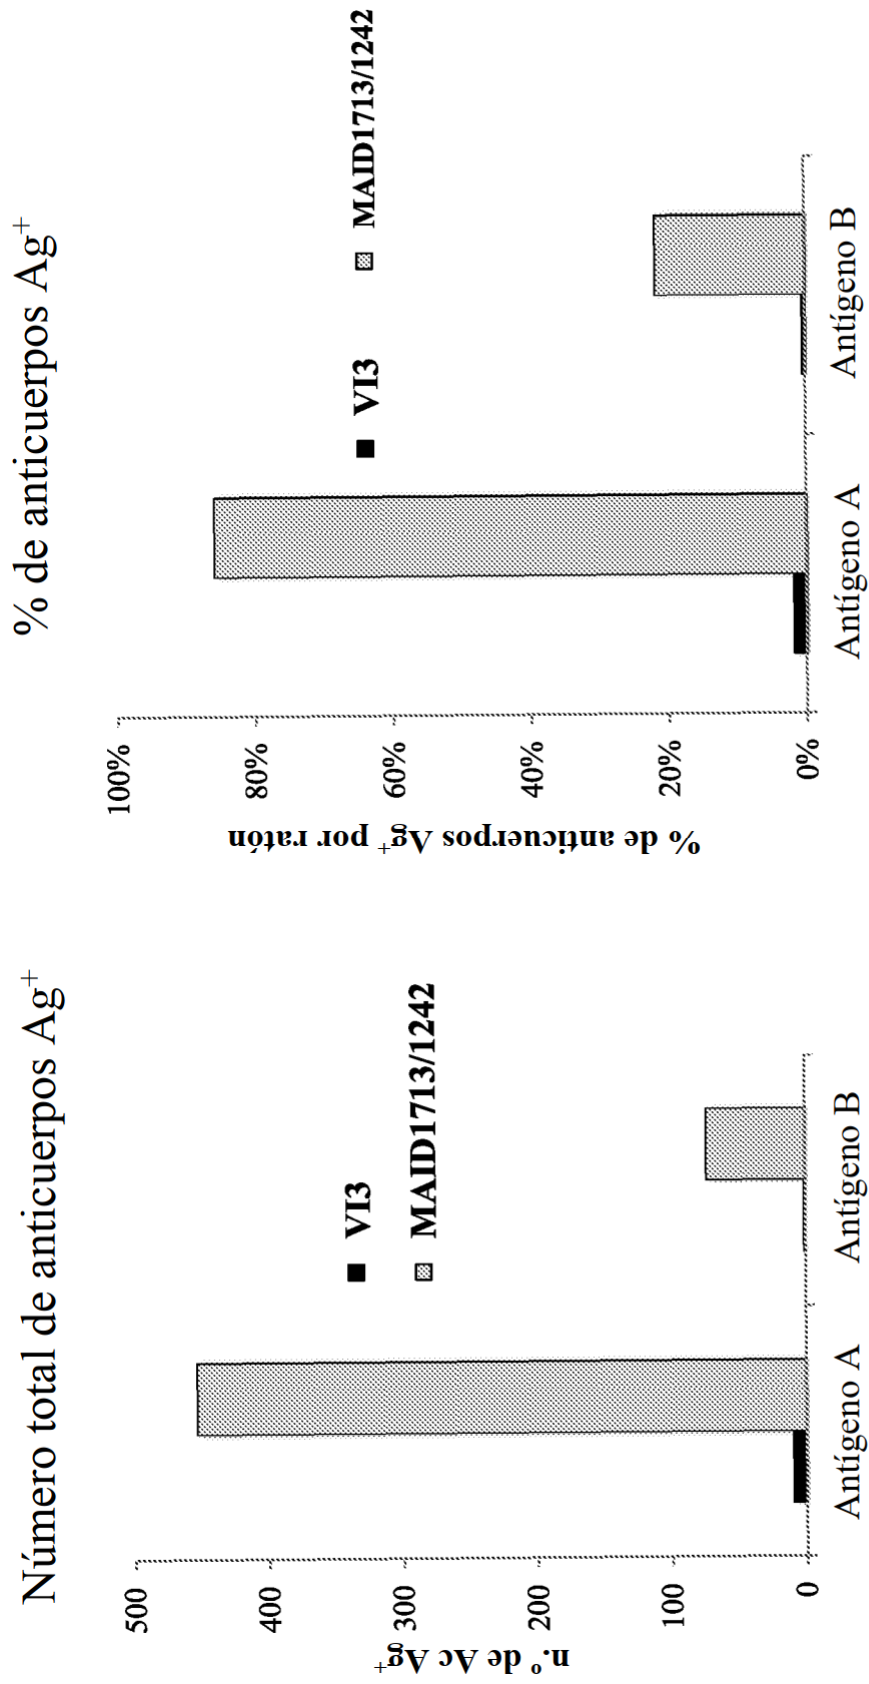 Número total de anticuerpos Ag+
n.º de Ac Ag+
500
400
300
200
100
0
VI3
MAID1713/1242
Antígeno A
Antígeno B
% de anticuerpos Ag+
% de anticuerpos Ag+ por ratón
100%
80%
60%
40%
20%
0%
VI3
MAID1713/1242
Antígeno A
Antígeno B